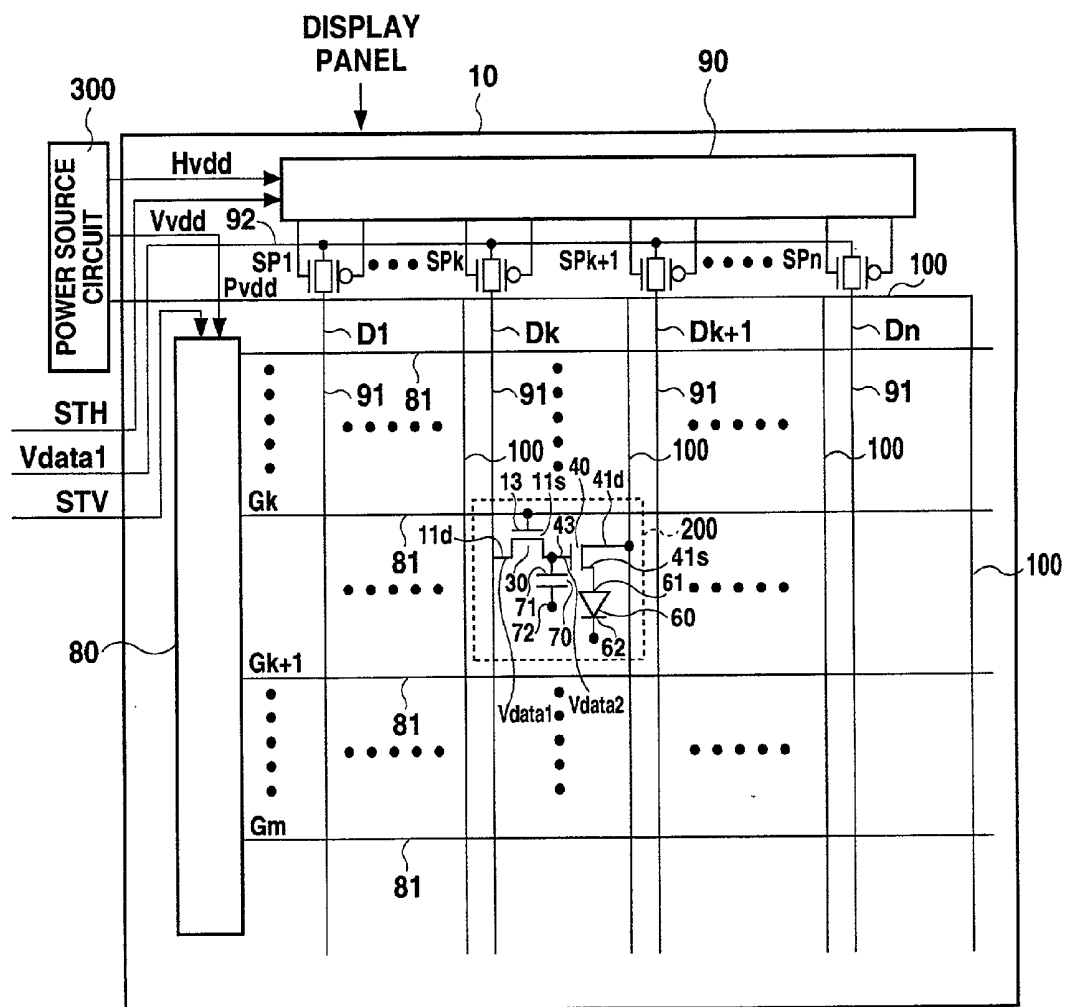 DISPLAY
PANEL
10
90
300
POWER SOURCE
CIRCUIT
Hvdd
Vvdd
92
SP1
SPk
SPk+1
SPn
Pvdd
100
D1
Dk
Dk+1
Dn
91
81
91
91
91
STH
Vdata1
STV
100
100
100
Gk
13
11s
40
41d
11d
43
200
81
30
41s
61
71
60
72
70
62
100
80
Gk+1
81
Vdata1
Vdata2
Gm
81